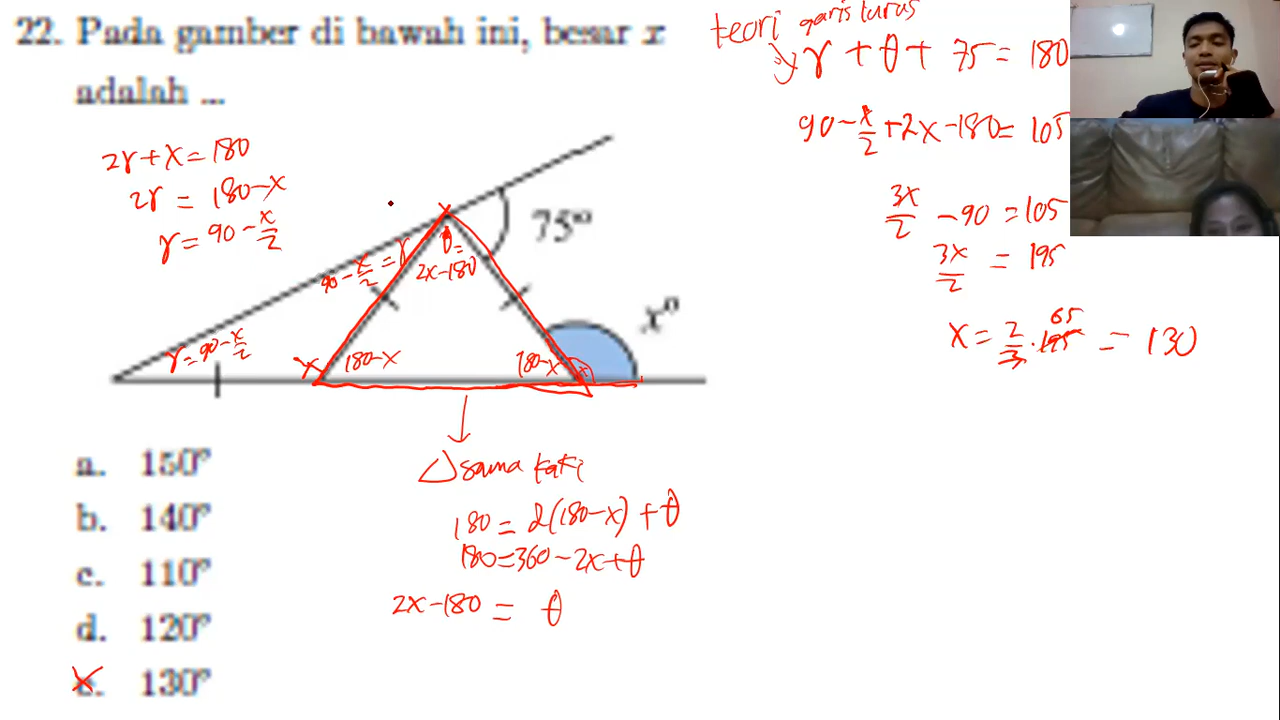 22. Pada gamber di bawah ini, besar x
adalah ...
2γ + x = 180
2γ = 180 - x
γ = 90 - x/2
75°
x°
γ = 90 - x/2
90 - x/2 = γ
θ =
2x - 180
x
180 - x
180 - x
x
△ sama kaki
180 = 2(180 - x) + θ
180 = 360 - 2x + θ
2x - 180 = θ
a. 150°
b. 140°
c. 110°
d. 120°
e. 130°
teori garis lurus
γ + θ + 75 = 180
90 - x/2 + 2x - 180 = 105
3x/2 - 90 = 105
3x/2 = 195
65
x = 2/3 · 195 = 130